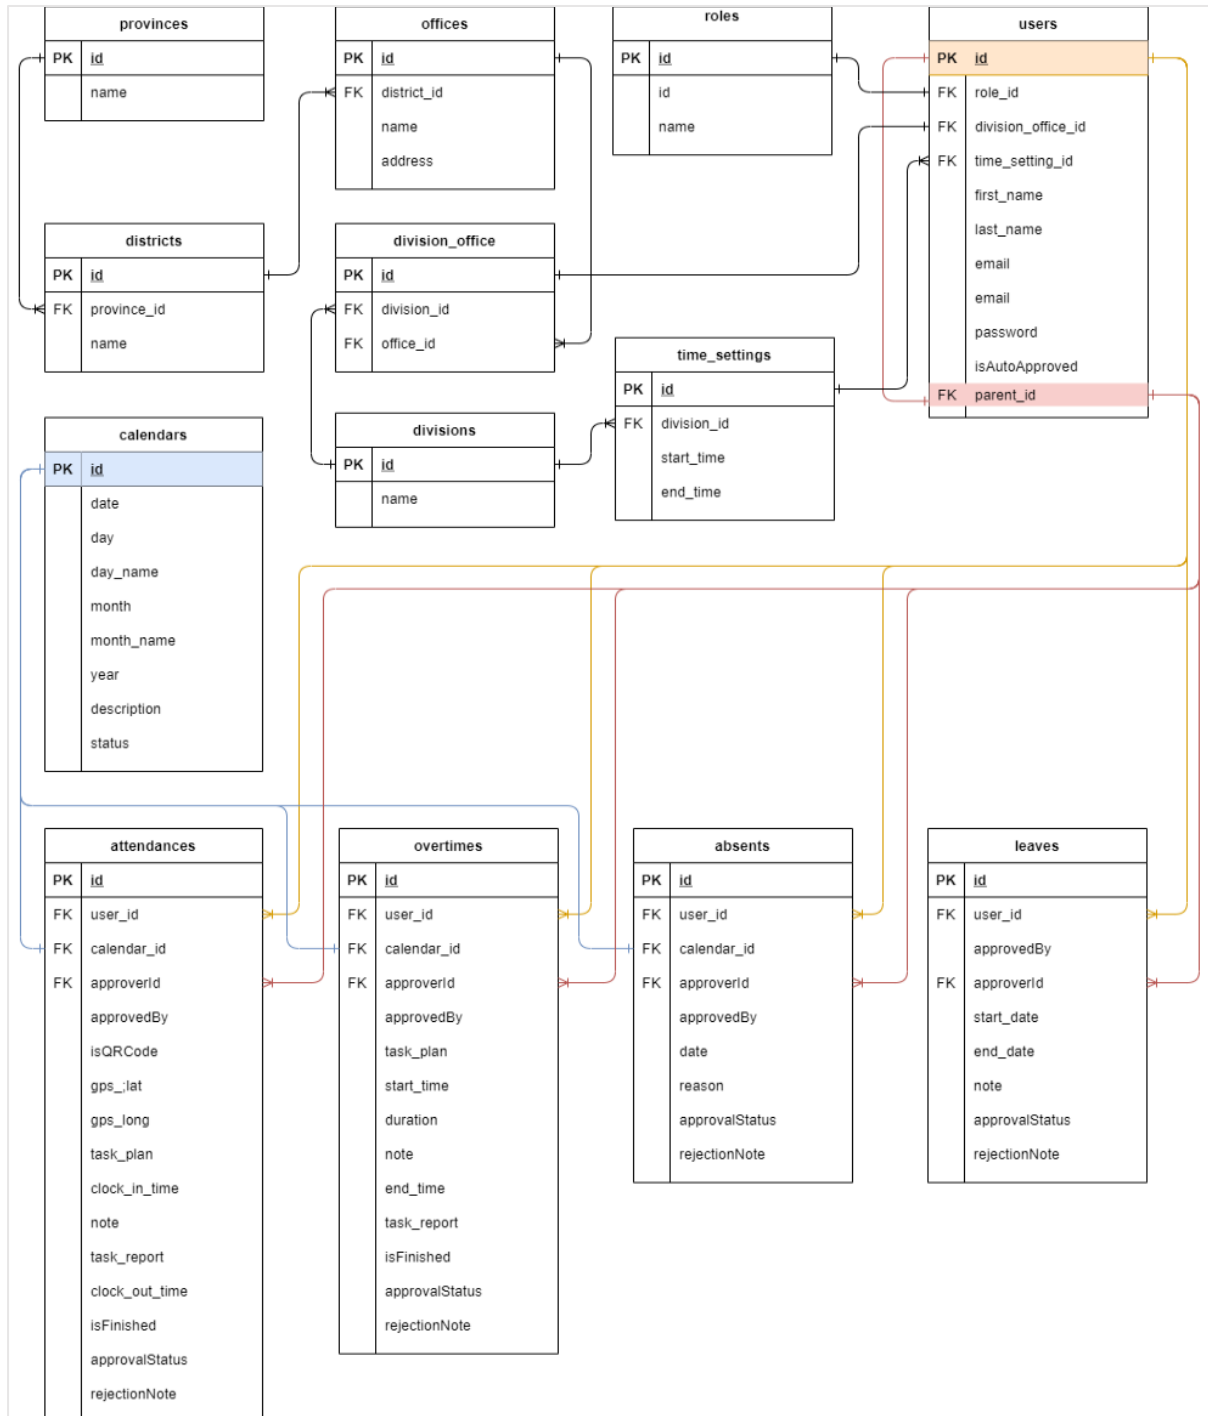 provinces
PK id
name
offices
PK id
FK district_id
name
address
roles
PK id
id
name
users
PK id
FK role_id
FK division_office_id
FK time_setting_id
first_name
last_name
email
email
password
isAutoApproved
FK parent_id
districts
PK id
FK province_id
name
division_office
PK id
FK division_id
FK office_id
time_settings
PK id
FK division_id
start_time
end_time
divisions
PK id
name
calendars
PK id
date
day
day_name
month
month_name
year
description
status
attendances
PK id
FK user_id
FK calendar_id
FK approverId
approvedBy
isQRCode
gps_;lat
gps_long
task_plan
clock_in_time
note
task_report
clock_out_time
isFinished
approvalStatus
rejectionNote
overtimes
PK id
FK user_id
FK calendar_id
FK approverId
approvedBy
task_plan
start_time
duration
note
end_time
task_report
isFinished
approvalStatus
rejectionNote
absents
PK id
FK user_id
FK calendar_id
FK approverId
approvedBy
date
reason
approvalStatus
rejectionNote
leaves
PK id
FK user_id
approvedBy
FK approverId
start_date
end_date
note
approvalStatus
rejectionNote